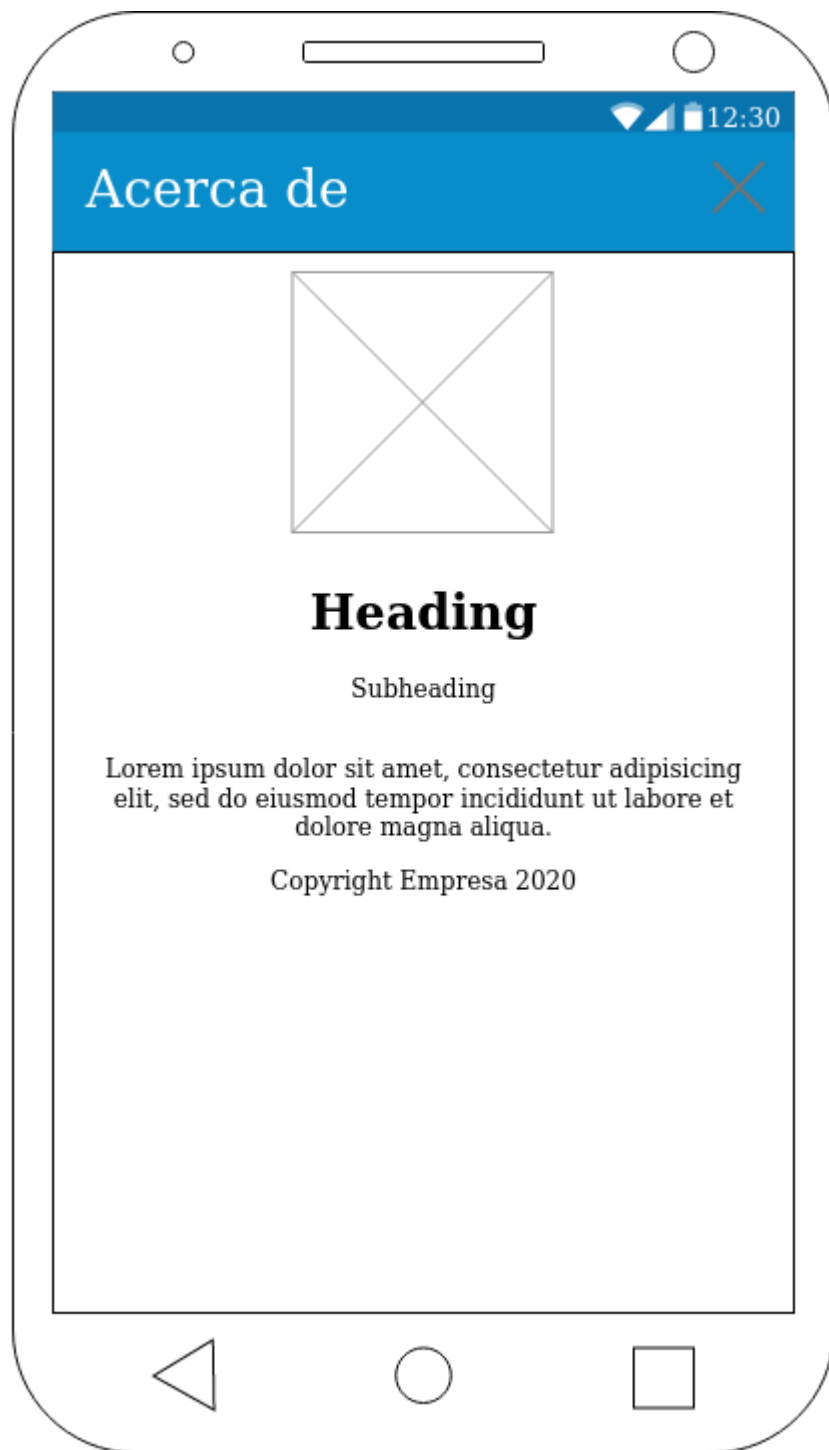 12:30
Acerca de
Heading
Subheading
Lorem ipsum dolor sit amet, consectetur adipisicing
elit, sed do eiusmod tempor incididunt ut labore et
dolore magna aliqua.
Copyright Empresa 2020